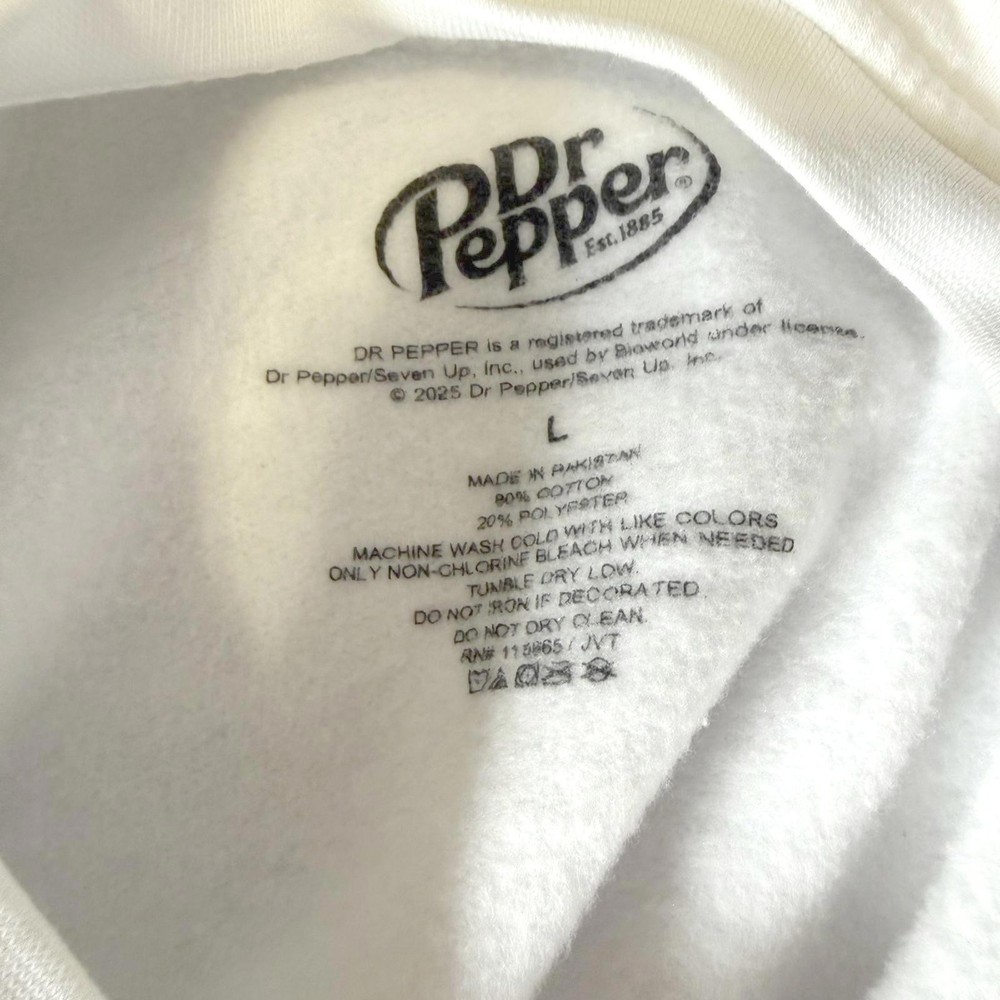 Dr
Pepper®
Est.1885
DR PEPPER is a registered trademark of
Dr Pepper/Seven Up, Inc., used by Bioworld under license.
© 2025 Dr Pepper/Seven Up, Inc.
L
MADE IN PAKISTAN
80% COTTON
20% POLYESTER
MACHINE WASH COLD WITH LIKE COLORS
ONLY NON-CHLORINE BLEACH WHEN NEEDED
TUMBLE DRY LOW.
DO NOT IRON IF DECORATED.
DO NOT DRY CLEAN.
RN# / JVT